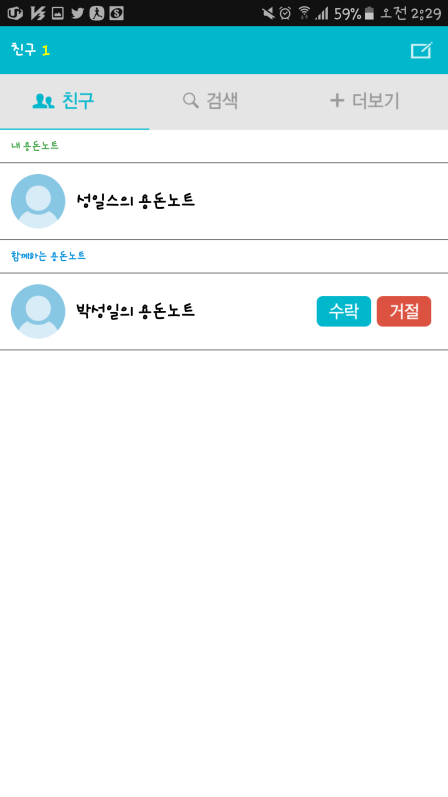 59% 오전 2:29
친구 1
친구 검색 + 더보기
내 용돈노트
성일스의 용돈노트
함께하는 용돈노트
박성일의 용돈노트 수락 거절